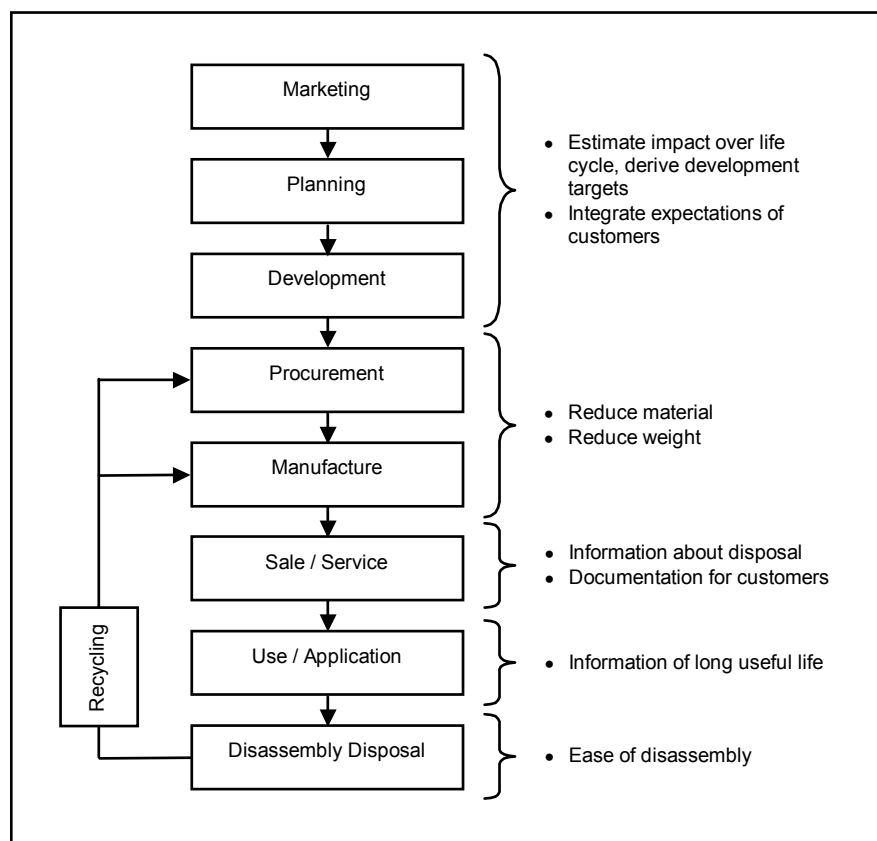 Marketing
Planning
Development
• Estimate impact over life
cycle, derive development
targets
• Integrate expectations of
customers
Procurement
Manufacture
• Reduce material
• Reduce weight
Sale / Service
• Information about disposal
• Documentation for customers
Use / Application
• Information of long useful life
Disassembly Disposal
• Ease of disassembly
Recycling